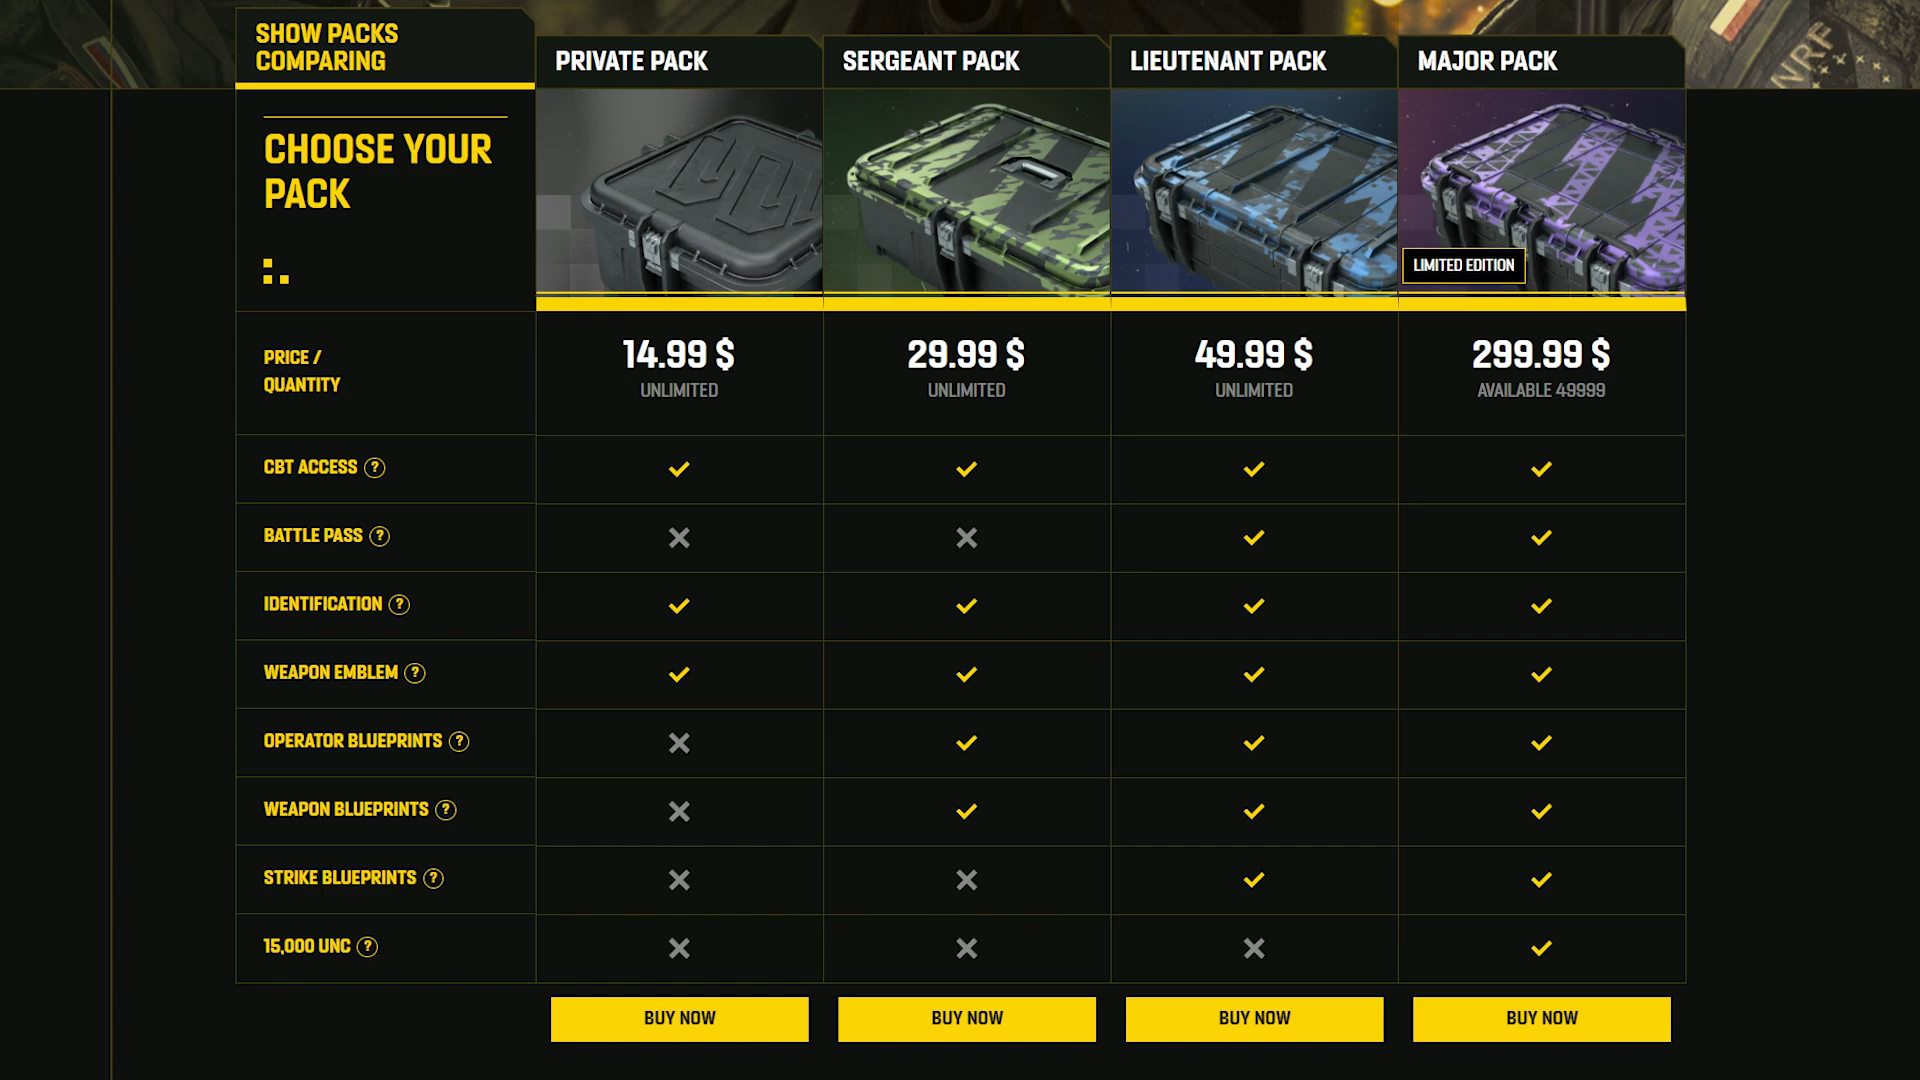 SHOW PACKS
COMPARING
PRIVATE PACK
SERGEANT PACK
LIEUTENANT PACK
MAJOR PACK
WRF
CHOOSE YOUR
PACK
LIMITED EDITION
PRICE /
QUANTITY
14.99 $
UNLIMITED
29.99 $
UNLIMITED
49.99 $
UNLIMITED
299.99 $
AVAILABLE 49999
CBT ACCESS ?
BATTLE PASS ?
IDENTIFICATION ?
WEAPON EMBLEM ?
OPERATOR BLUEPRINTS ?
WEAPON BLUEPRINTS ?
STRIKE BLUEPRINTS ?
15,000 UNC ?
BUY NOW
BUY NOW
BUY NOW
BUY NOW